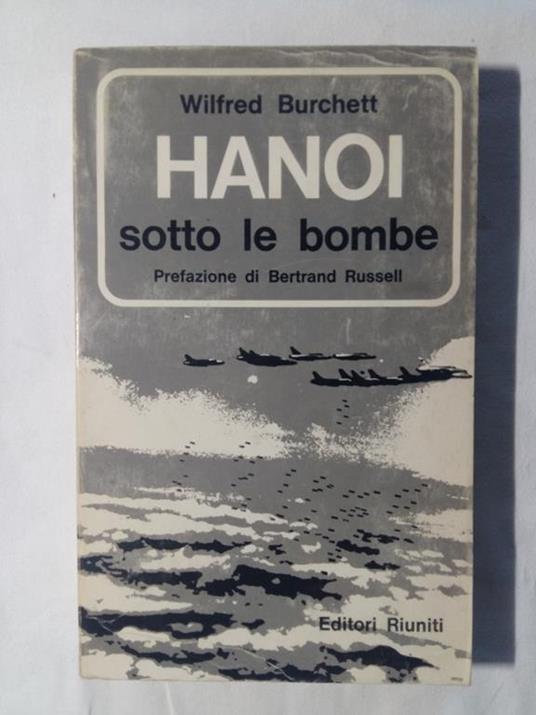 Wilfred Burchett
HANOI
sotto le bombe
Prefazione di Bertrand Russell
Editori Riuniti